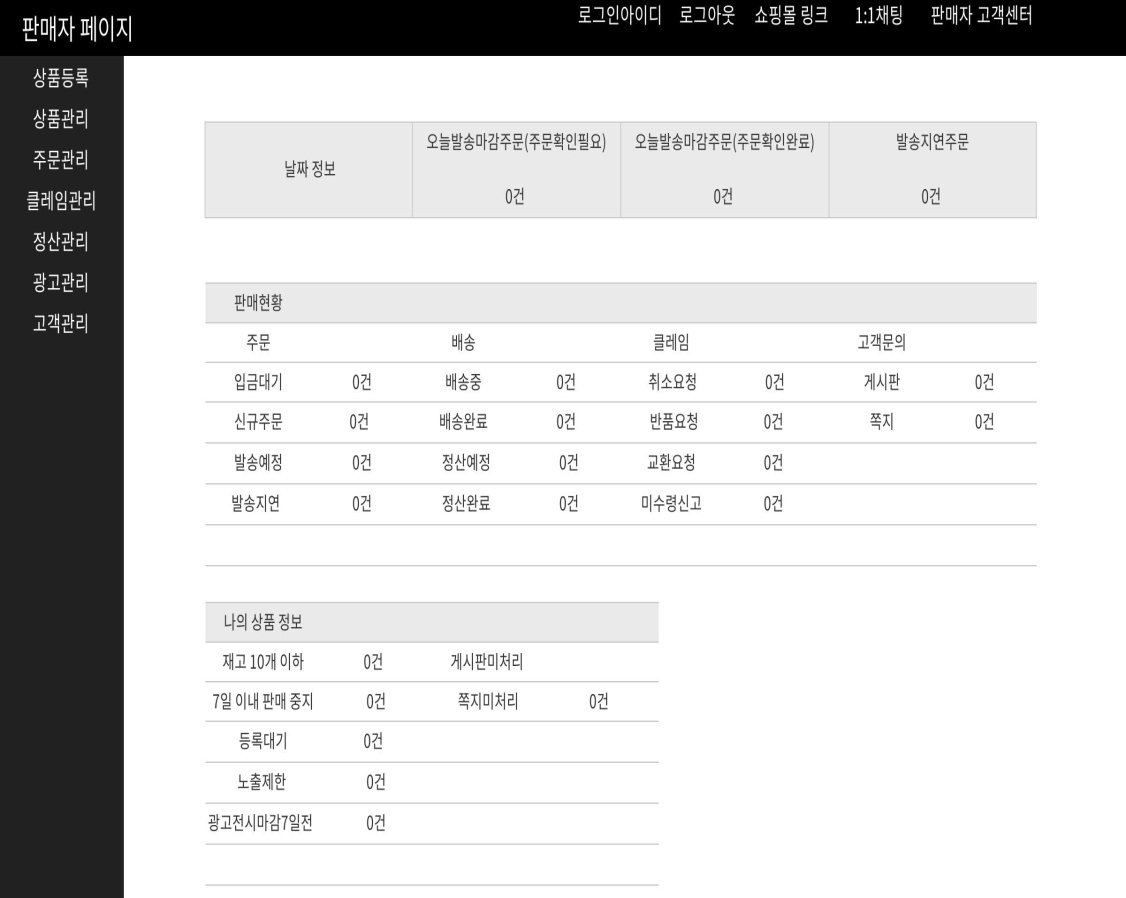 판매자 페이지
로그인아이디 로그아웃 쇼핑몰 링크 1:1채팅 판매자 고객센터
상품등록
상품관리
주문관리
클레임관리
정산관리
광고관리
고객관리
날짜 정보
오늘발송마감주문(주문확인필요) 오늘발송마감주문(주문확인완료) 발송지연주문
0건 0건 0건
판매현황
주문 배송 클레임 고객문의
입금대기 0건 배송중 0건 취소요청 0건 게시판 0건
신규주문 0건 배송완료 0건 반품요청 0건 쪽지 0건
발송예정 0건 정산예정 0건 교환요청 0건
발송지연 0건 정산완료 0건 미수령신고 0건
나의 상품 정보
재고 10개 이하 0건 게시판미처리
7일 이내 판매 중지 0건 쪽지미처리 0건
등록대기 0건
노출제한 0건
광고전시마감7일전 0건